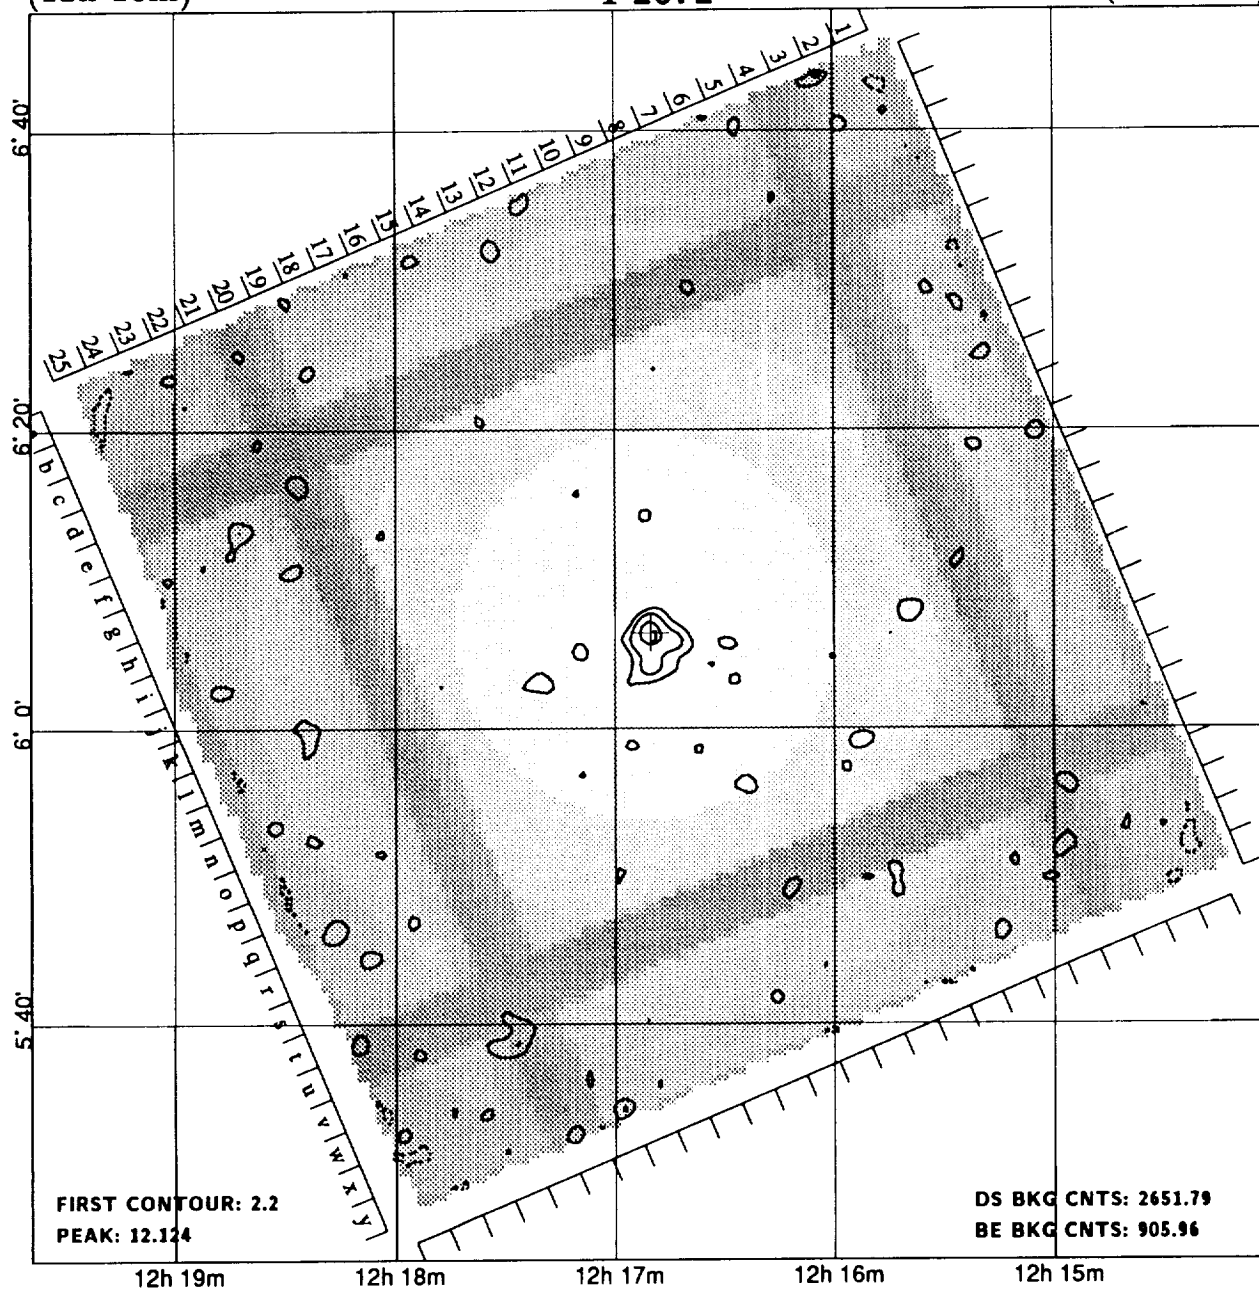 1 2 3 4 5 6 7 8 9 10 11 12 13 14 15 16 17 18 19 20 21 22 23 24 25
6° 40'
6° 20'
6° 0'
5° 40'
b c d e f g h i j k l m n o p q r s t u v w x y
FIRST CONTOUR: 2.2
PEAK: 12.124
DS BKG CNTS: 2651.79
BE BKG CNTS: 905.96
12h 19m 12h 18m 12h 17m 12h 16m 12h 15m